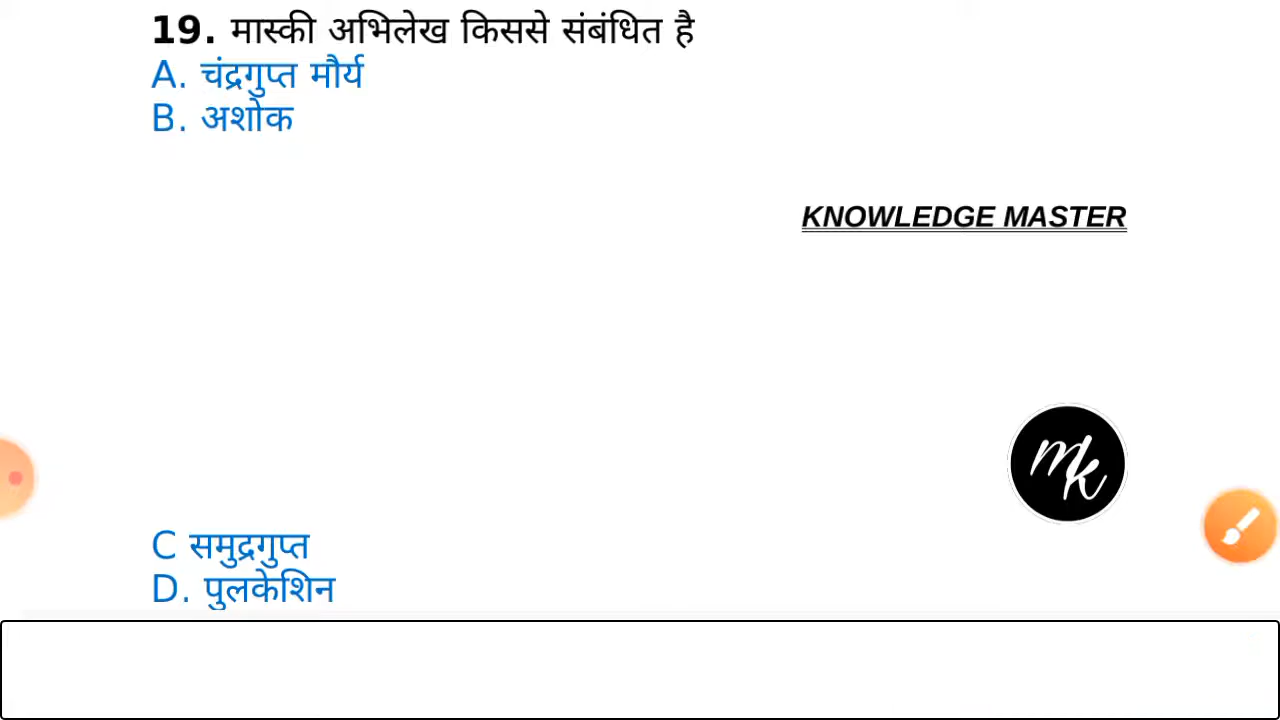 19. मास्की अभिलेख किससे संबंधित है
A. चंद्रगुप्त मौर्य
B. अशोक
KNOWLEDGE MASTER
mk
C समुद्रगुप्त
D. पुलकेशिन